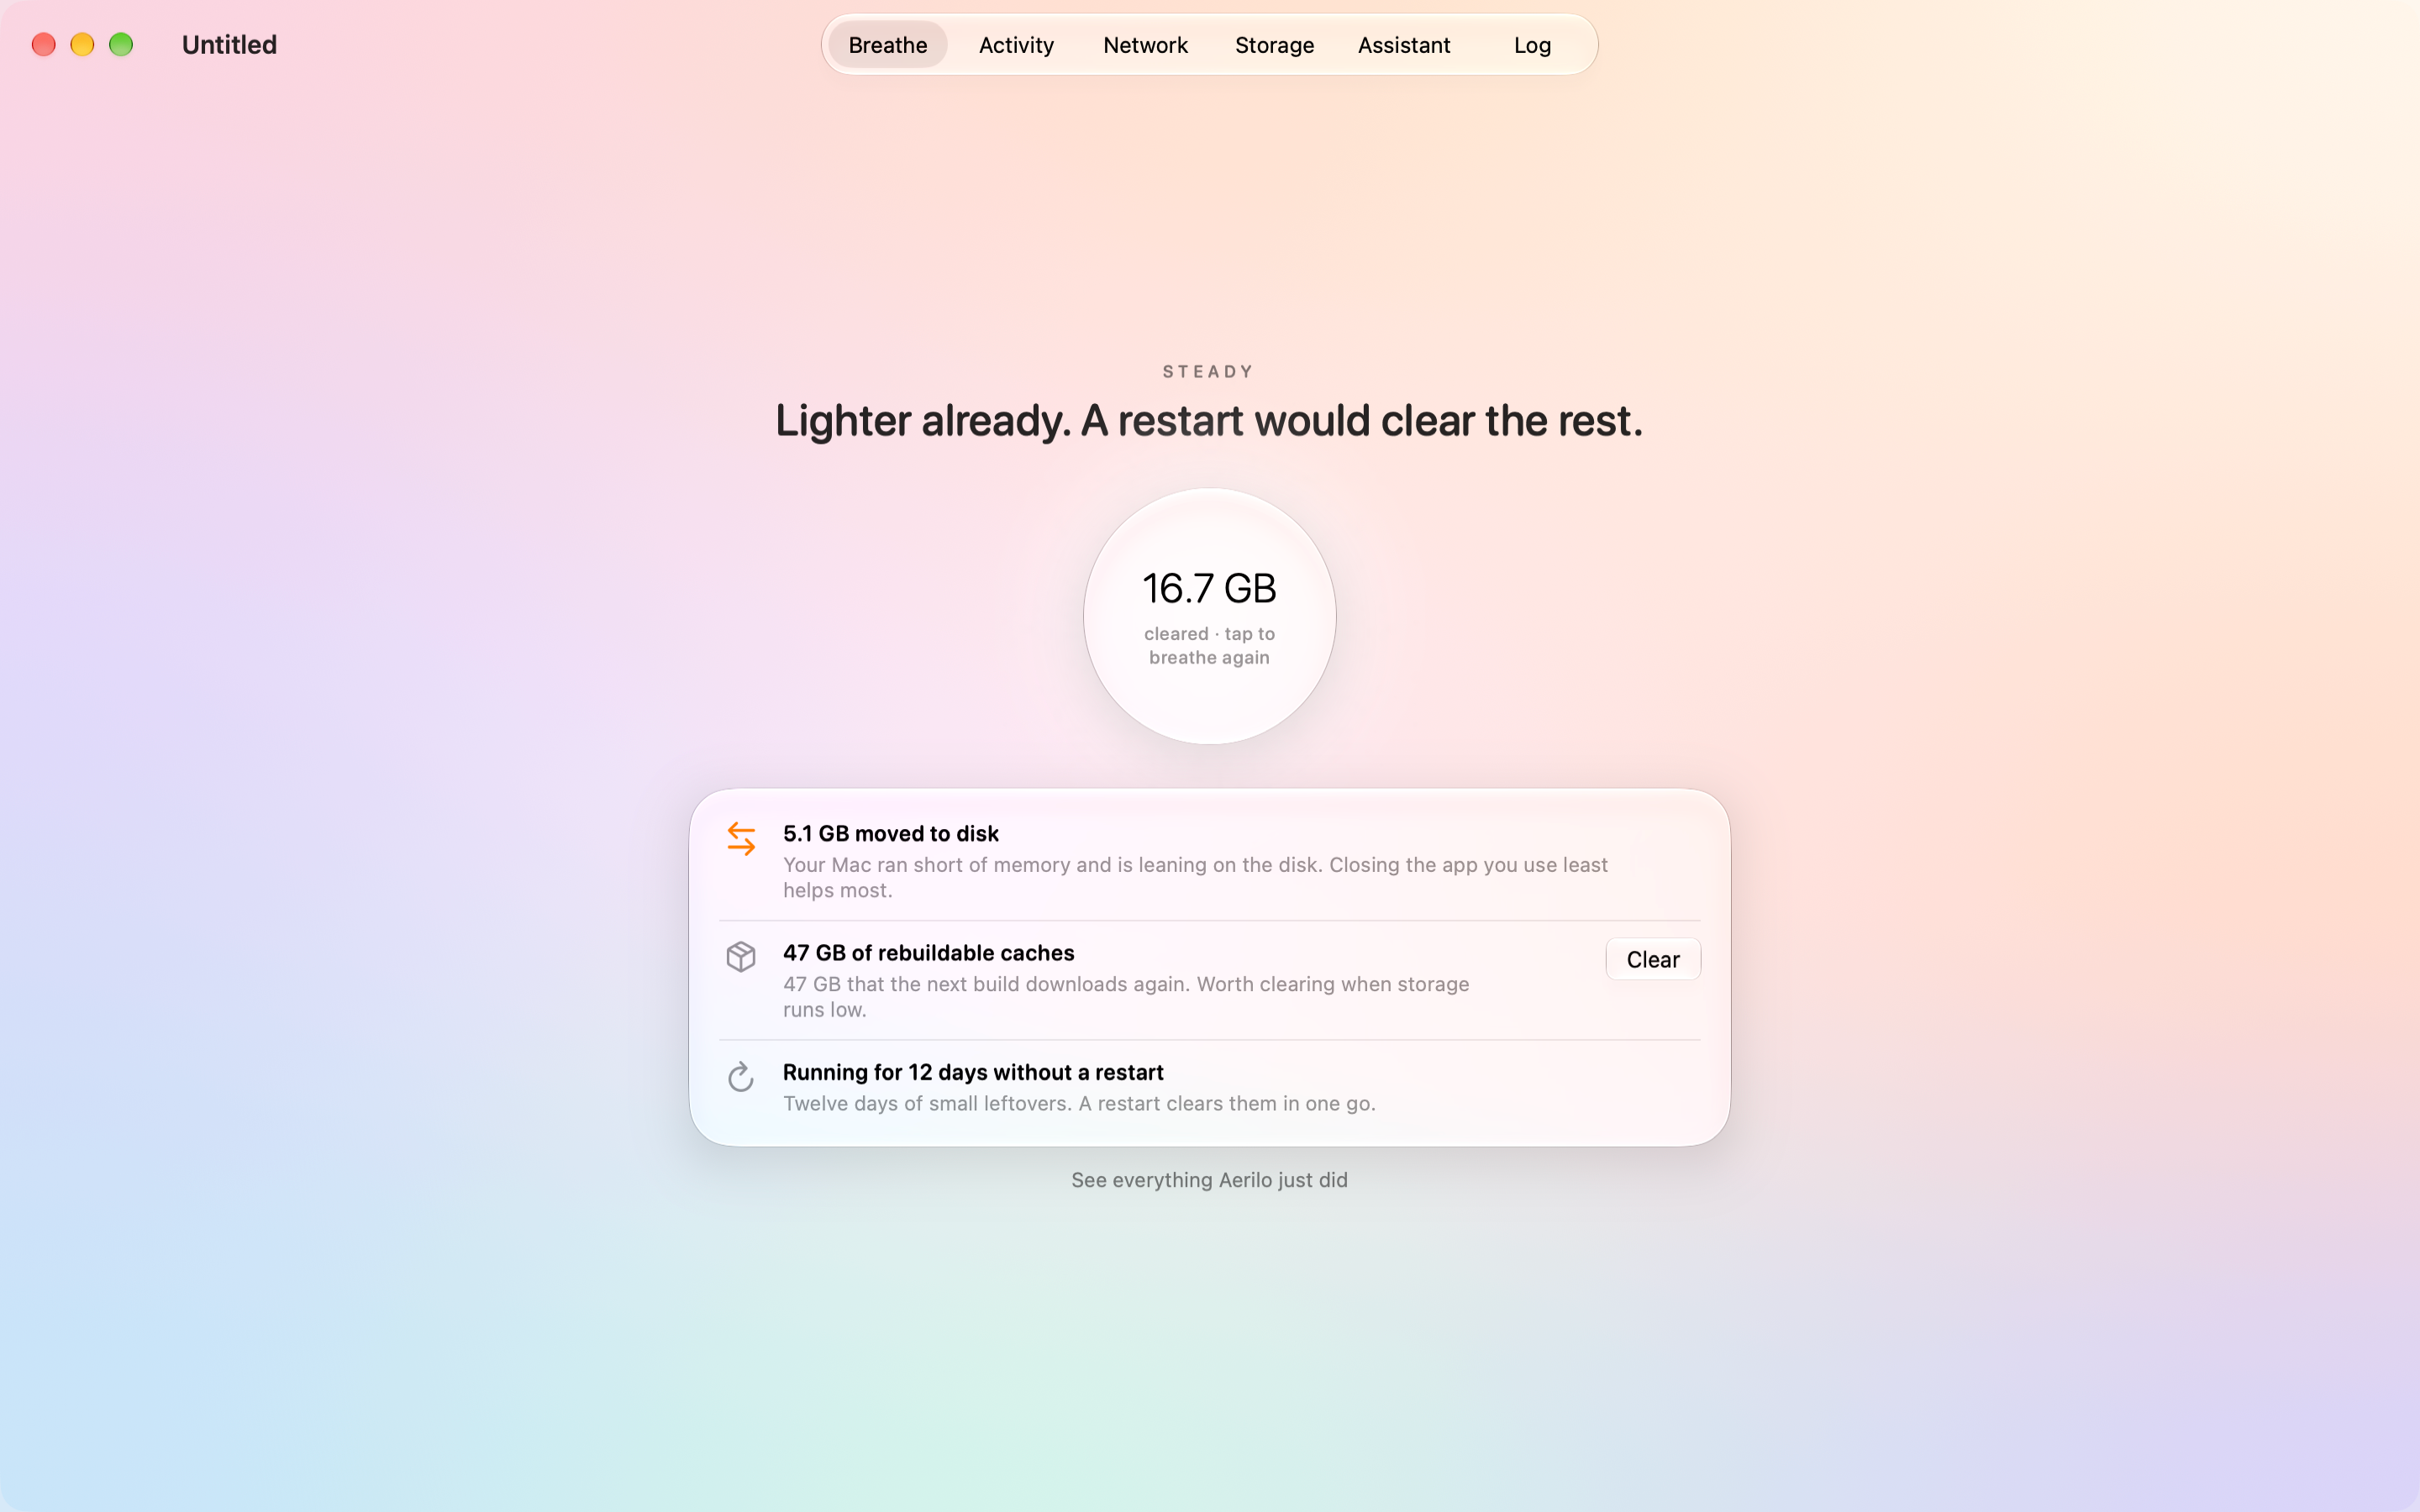 Untitled
Breathe
Activity
Network
Storage
Assistant
Log
STEADY
Lighter already. A restart would clear the rest.
16.7 GB
cleared · tap to
breathe again
5.1 GB moved to disk
Your Mac ran short of memory and is leaning on the disk. Closing the app you use least
helps most.
47 GB of rebuildable caches
Clear
47 GB that the next build downloads again. Worth clearing when storage
runs low.
Running for 12 days without a restart
Twelve days of small leftovers. A restart clears them in one go.
See everything Aerilo just did